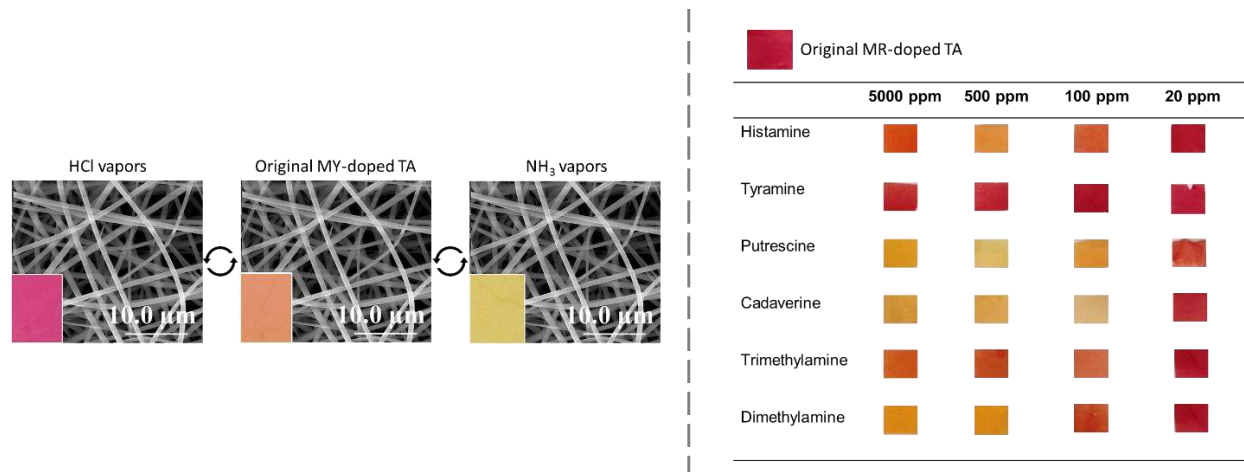 HCl vapors
Original MY-doped TA
NH₃ vapors
10.0 μm
10.0 μm
10.0 μm
Original MR-doped TA
5000 ppm 500 ppm 100 ppm 20 ppm
Histamine
Tyramine
Putrescine
Cadaverine
Trimethylamine
Dimethylamine